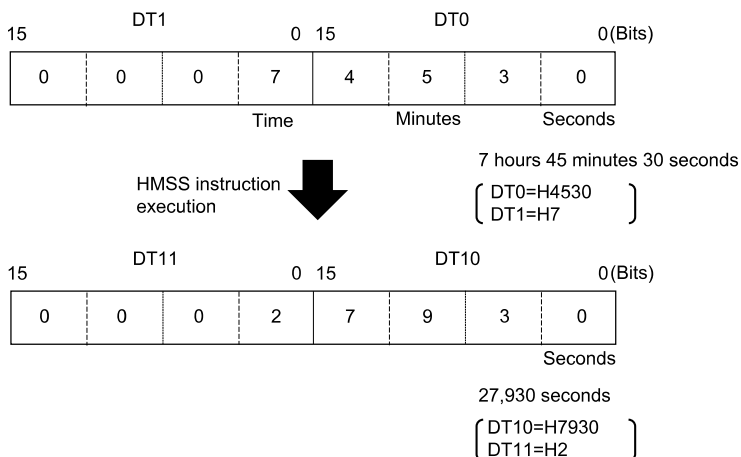 DT1 DT0
15 0 15 0 (Bits)
0 0 0 7 4 5 3 0
Time Minutes Seconds
7 hours 45 minutes 30 seconds
HMSS instruction
execution
DT0=H4530
DT1=H7
DT11 DT10
15 0 15 0 (Bits)
0 0 0 2 7 9 3 0
Seconds
27,930 seconds
DT10=H7930
DT11=H2